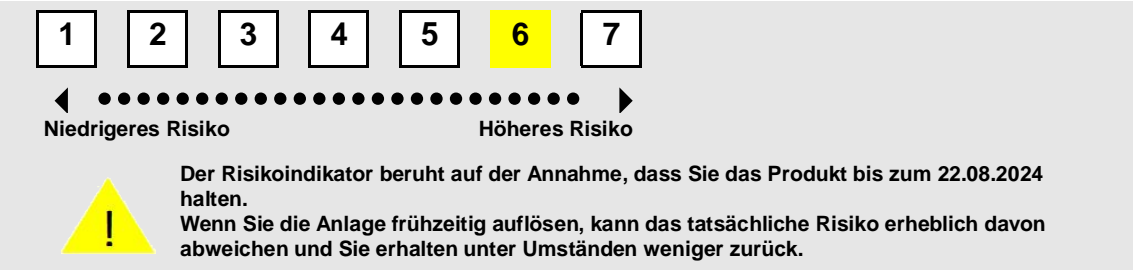 1 2 3 4 5 6 7
Niedrigeres Risiko Höheres Risiko
Der Risikoindikator beruht auf der Annahme, dass Sie das Produkt bis zum 22.08.2024
halten.
Wenn Sie die Anlage frühzeitig auflösen, kann das tatsächliche Risiko erheblich davon
abweichen und Sie erhalten unter Umständen weniger zurück.
!